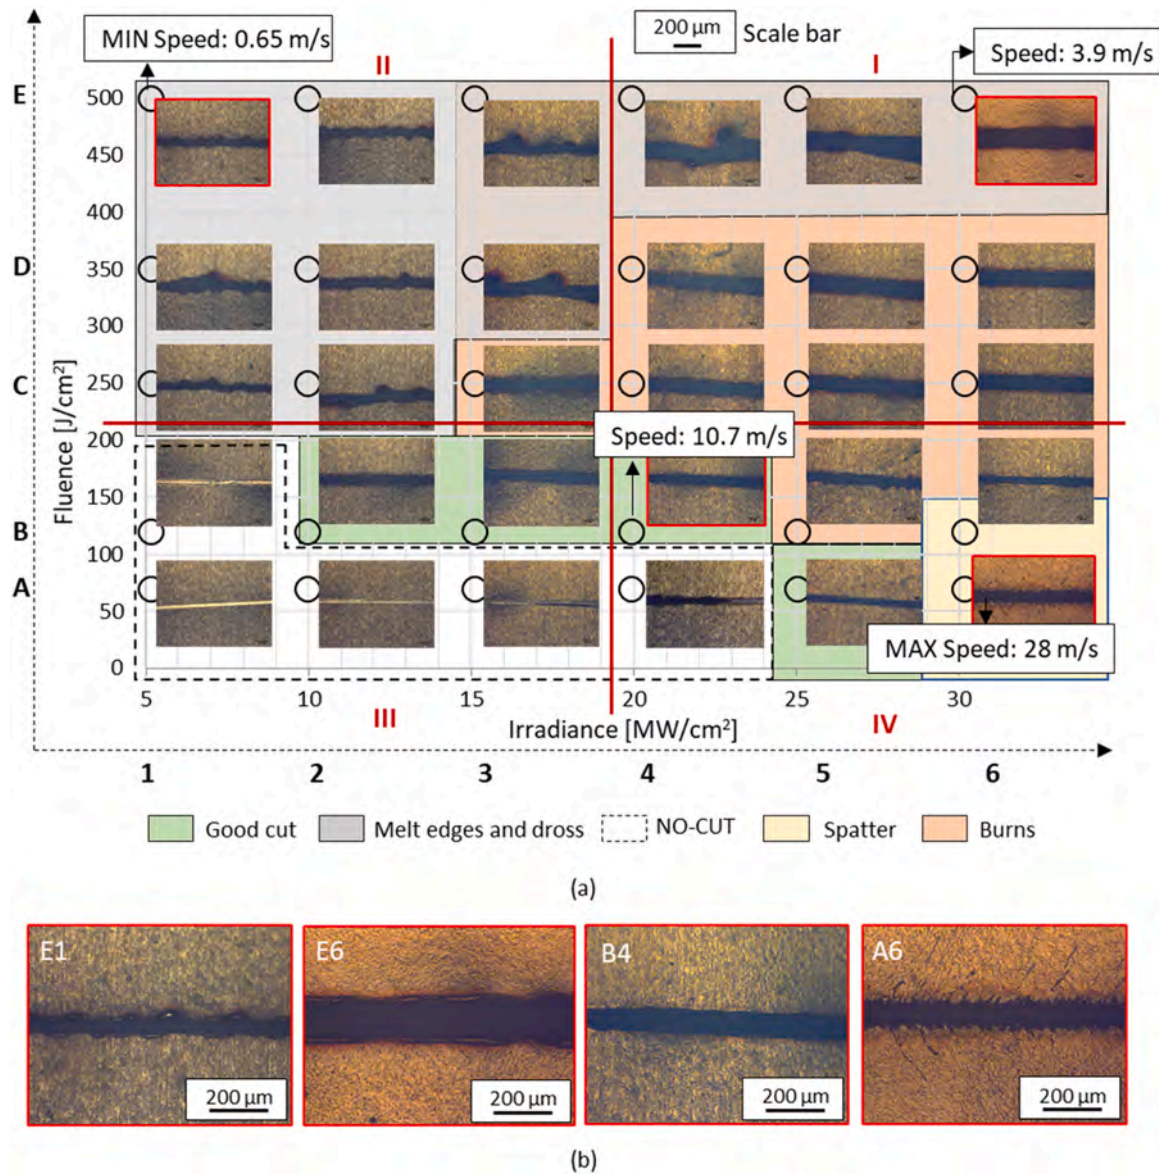 200 µm
Scale bar
MIN Speed: 0.65 m/s
Speed: 3.9 m/s
II
I
E
500
450
400
D
350
300
C
250
200
Speed: 10.7 m/s
150
B
100
A
50
MAX Speed: 28 m/s
0
Fluence [J/cm²]
5
10
15
20
25
30
III
Irradiance [MW/cm²]
IV
1
2
3
4
5
6
Good cut
Melt edges and dross
NO-CUT
Spatter
Burns
(a)
E1
E6
B4
A6
200 µm
200 µm
200 µm
200 µm
(b)